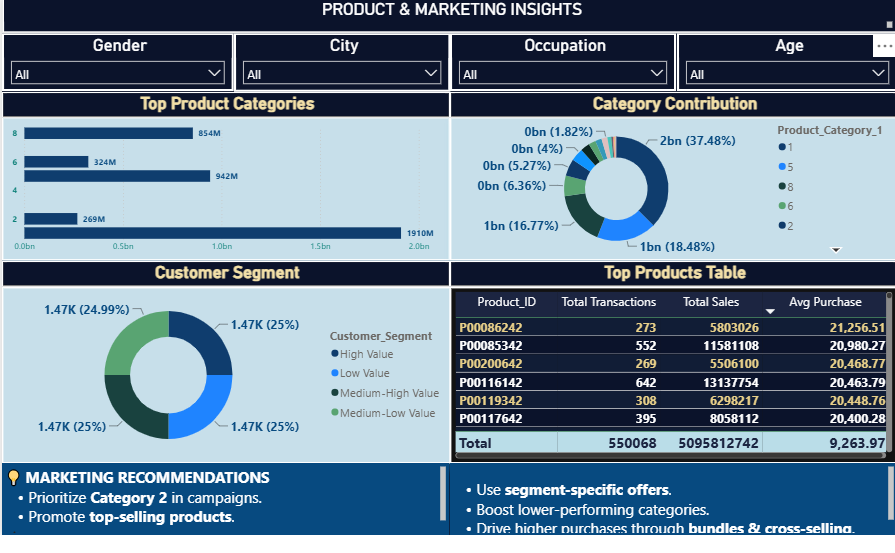 PRODUCT & MARKETING INSIGHTS
Gender
City
Occupation
Age
All
All
All
All
Top Product Categories
8
854M
6
324M
942M
4
2
269M
1910M
0.0bn
0.5bn
1.0bn
1.5bn
2.0bn
Category Contribution
0bn (1.82%)
0bn (4%)
0bn (5.27%)
0bn (6.36%)
1bn (16.77%)
1bn (18.48%)
2bn (37.48%)
Product_Category_1
1
5
8
6
2
Customer Segment
1.47K (24.99%)
1.47K (25%)
1.47K (25%)
1.47K (25%)
Customer_Segment
High Value
Low Value
Medium-High Value
Medium-Low Value
Top Products Table
Product_ID Total Transactions Total Sales Avg Purchase
P00086242 273 5803026 21,256.51
P00085342 552 11581108 20,980.27
P00200642 269 5506100 20,468.77
P00116142 642 13137754 20,463.79
P00119342 308 6298217 20,448.76
P00117642 395 8058112 20,400.28
Total 550068 5095812742 9,263.97
💡 MARKETING RECOMMENDATIONS
• Prioritize Category 2 in campaigns.
• Promote top-selling products.
• Use segment-specific offers.
• Boost lower-performing categories.
• Drive higher purchases through bundles & cross-selling.